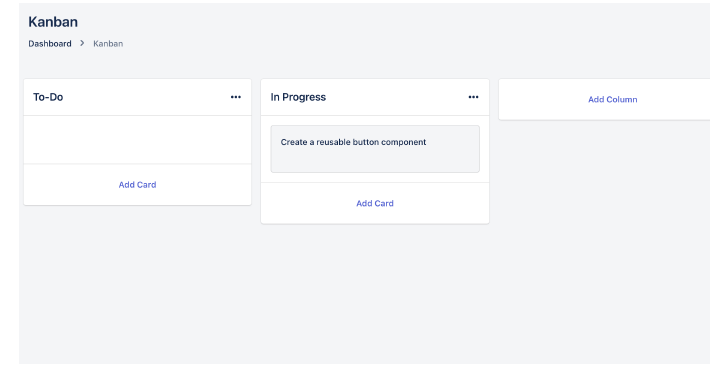 Kanban
Dashboard > Kanban
To-Do •••
In Progress •••
Add Column
Create a reusable button component
Add Card
Add Card